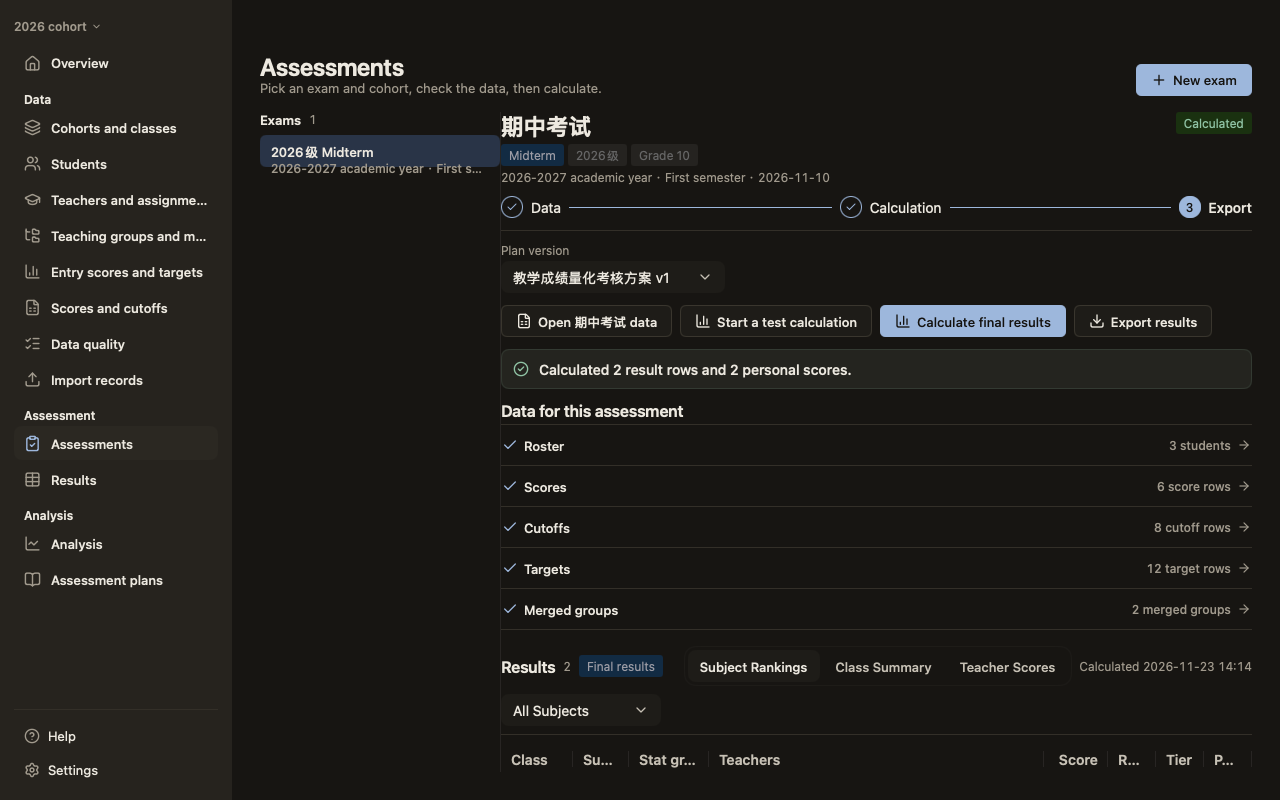 2026 cohort
Overview
Data
Cohorts and classes
Students
Teachers and assignme...
Teaching groups and m...
Entry scores and targets
Scores and cutoffs
Data quality
Import records
Assessment
Assessments
Results
Analysis
Analysis
Assessment plans
Help
Settings
Assessments
Pick an exam and cohort, check the data, then calculate.
New exam
Exams 1
2026级 Midterm
2026-2027 academic year · First s...
期中考试
Calculated
Midterm 2026级 Grade 10
2026-2027 academic year · First semester · 2026-11-10
Data Calculation 3 Export
Plan version
教学成绩量化考核方案 v1
Open 期中考试 data Start a test calculation Calculate final results Export results
Calculated 2 result rows and 2 personal scores.
Data for this assessment
Roster 3 students
Scores 6 score rows
Cutoffs 8 cutoff rows
Targets 12 target rows
Merged groups 2 merged groups
Results 2 Final results Subject Rankings Class Summary Teacher Scores Calculated 2026-11-23 14:14
All Subjects
Class Su... Stat gr... Teachers Score R... Tier P...